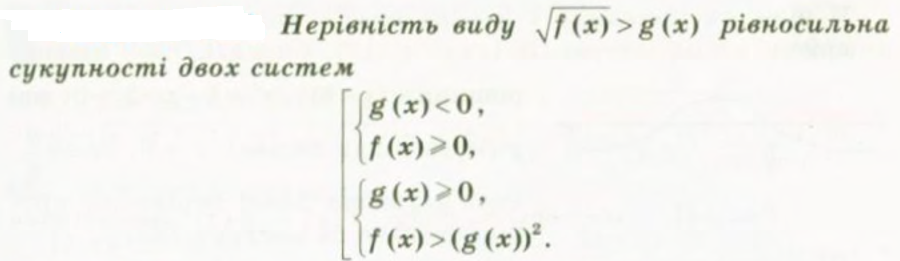 Нерівність виду √f (x) > g (x) рівносильна
сукупності двох систем
[ { g (x) < 0 ,
f (x) ⩾ 0,
{ g (x) ⩾ 0 ,
f (x) > (g (x))².